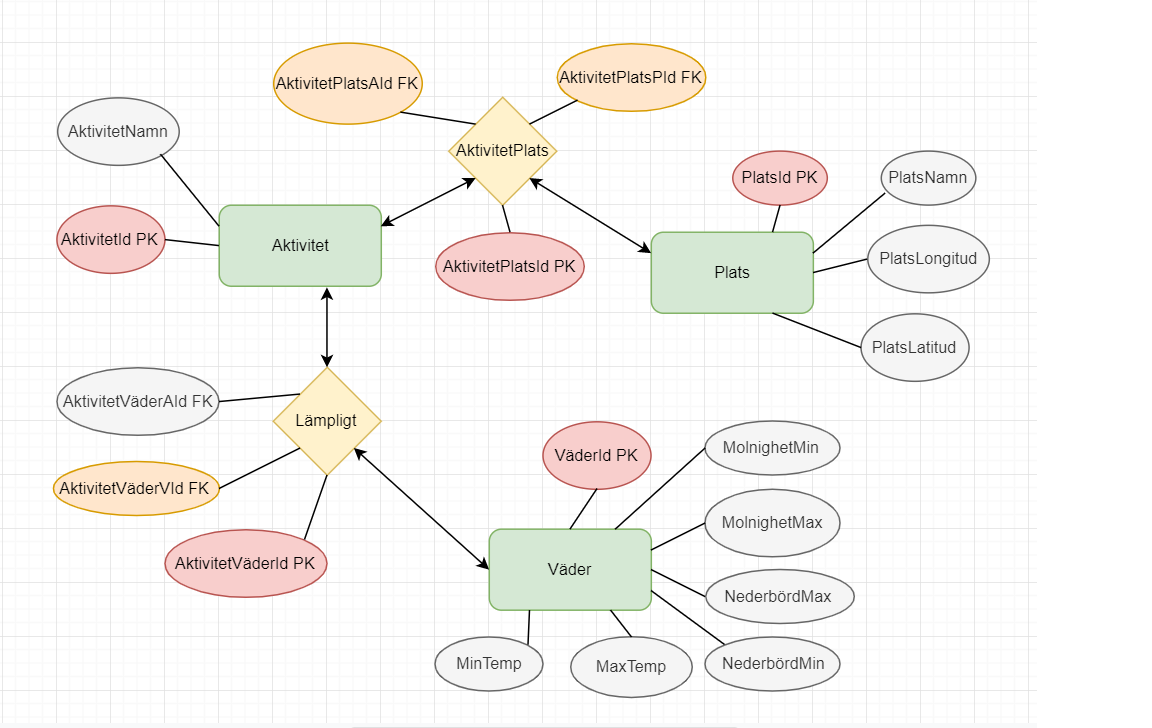 AktivitetPlatsAId FK
AktivitetPlatsPId FK
AktivitetNamn
AktivitetPlats
PlatsId PK
PlatsNamn
AktivitetId PK
Aktivitet
AktivitetPlatsId PK
Plats
PlatsLongitud
PlatsLatitud
AktivitetVäderAId FK
Lämpligt
VäderId PK
MolnighetMin
AktivitetVäderVId FK
MolnighetMax
AktivitetVäderId PK
Väder
NederbördMax
MinTemp
MaxTemp
NederbördMin